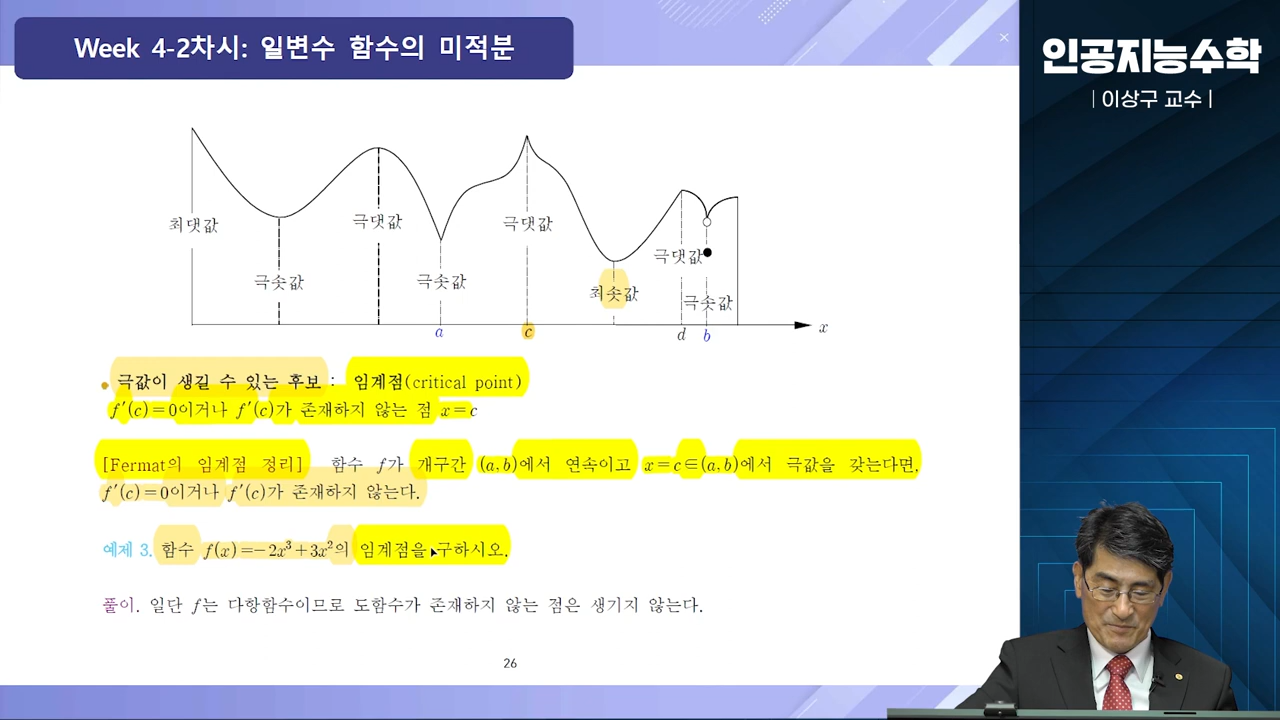 Week 4-2차시: 일변수 함수의 미적분
인공지능수학
| 이상구 교수 |
최댓값
극솟값
극댓값
극솟값
극댓값
최솟값
극댓값
극솟값
a
c
d
b
x
극값이 생길 수 있는 후보 : 임계점(critical point)
f′(c)=0이거나 f′(c)가 존재하지 않는 점 x=c
[Fermat의 임계점 정리] 함수 f가 개구간 (a,b)에서 연속이고 x=c∈(a,b)에서 극값을 갖는다면,
f′(c)=0이거나 f′(c)가 존재하지 않는다.
예제 3. 함수 f(x)=−2x³+3x²의 임계점을 구하시오.
풀이. 일단 f는 다항함수이므로 도함수가 존재하지 않는 점은 생기지 않는다.
26